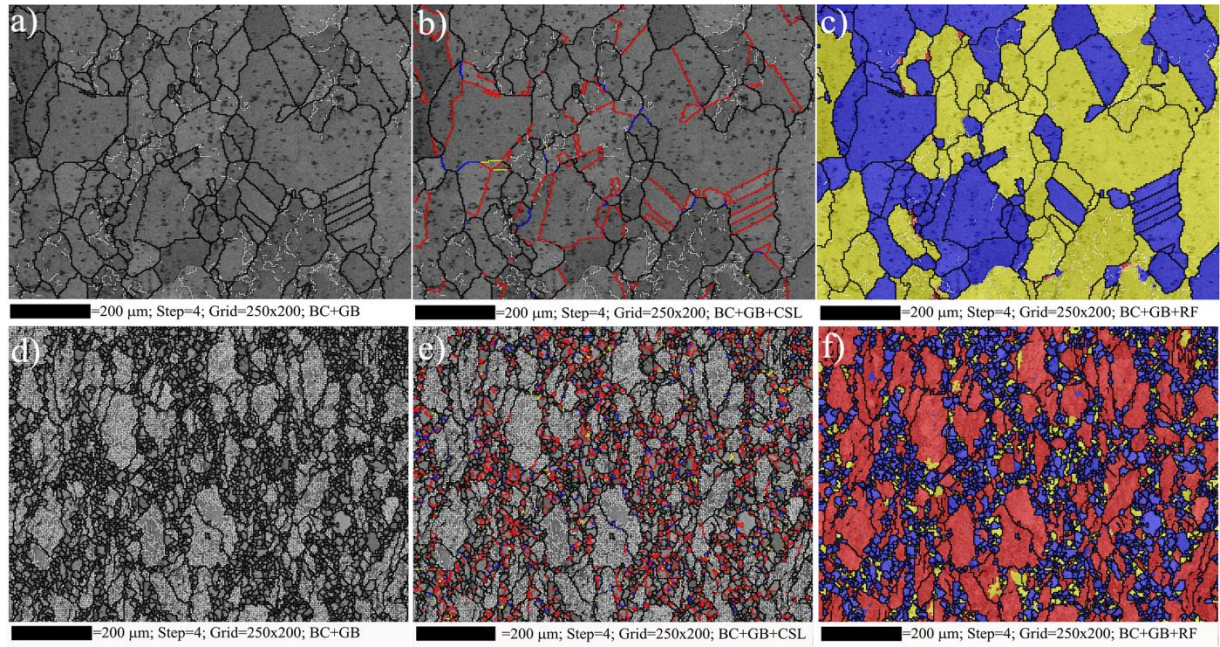 a) b) c)
=200 μm; Step=4; Grid=250x200; BC+GB =200 μm; Step=4; Grid=250x200; BC+GB+CSL =200 μm; Step=4; Grid=250x200; BC+GB+RF
d) e) f)
=200 μm; Step=4; Grid=250x200; BC+GB = 200 μm; Step=4; Grid=250x200; BC+GB+CSL =200 μm; Step=4; Grid=250x200; BC+GB+RF